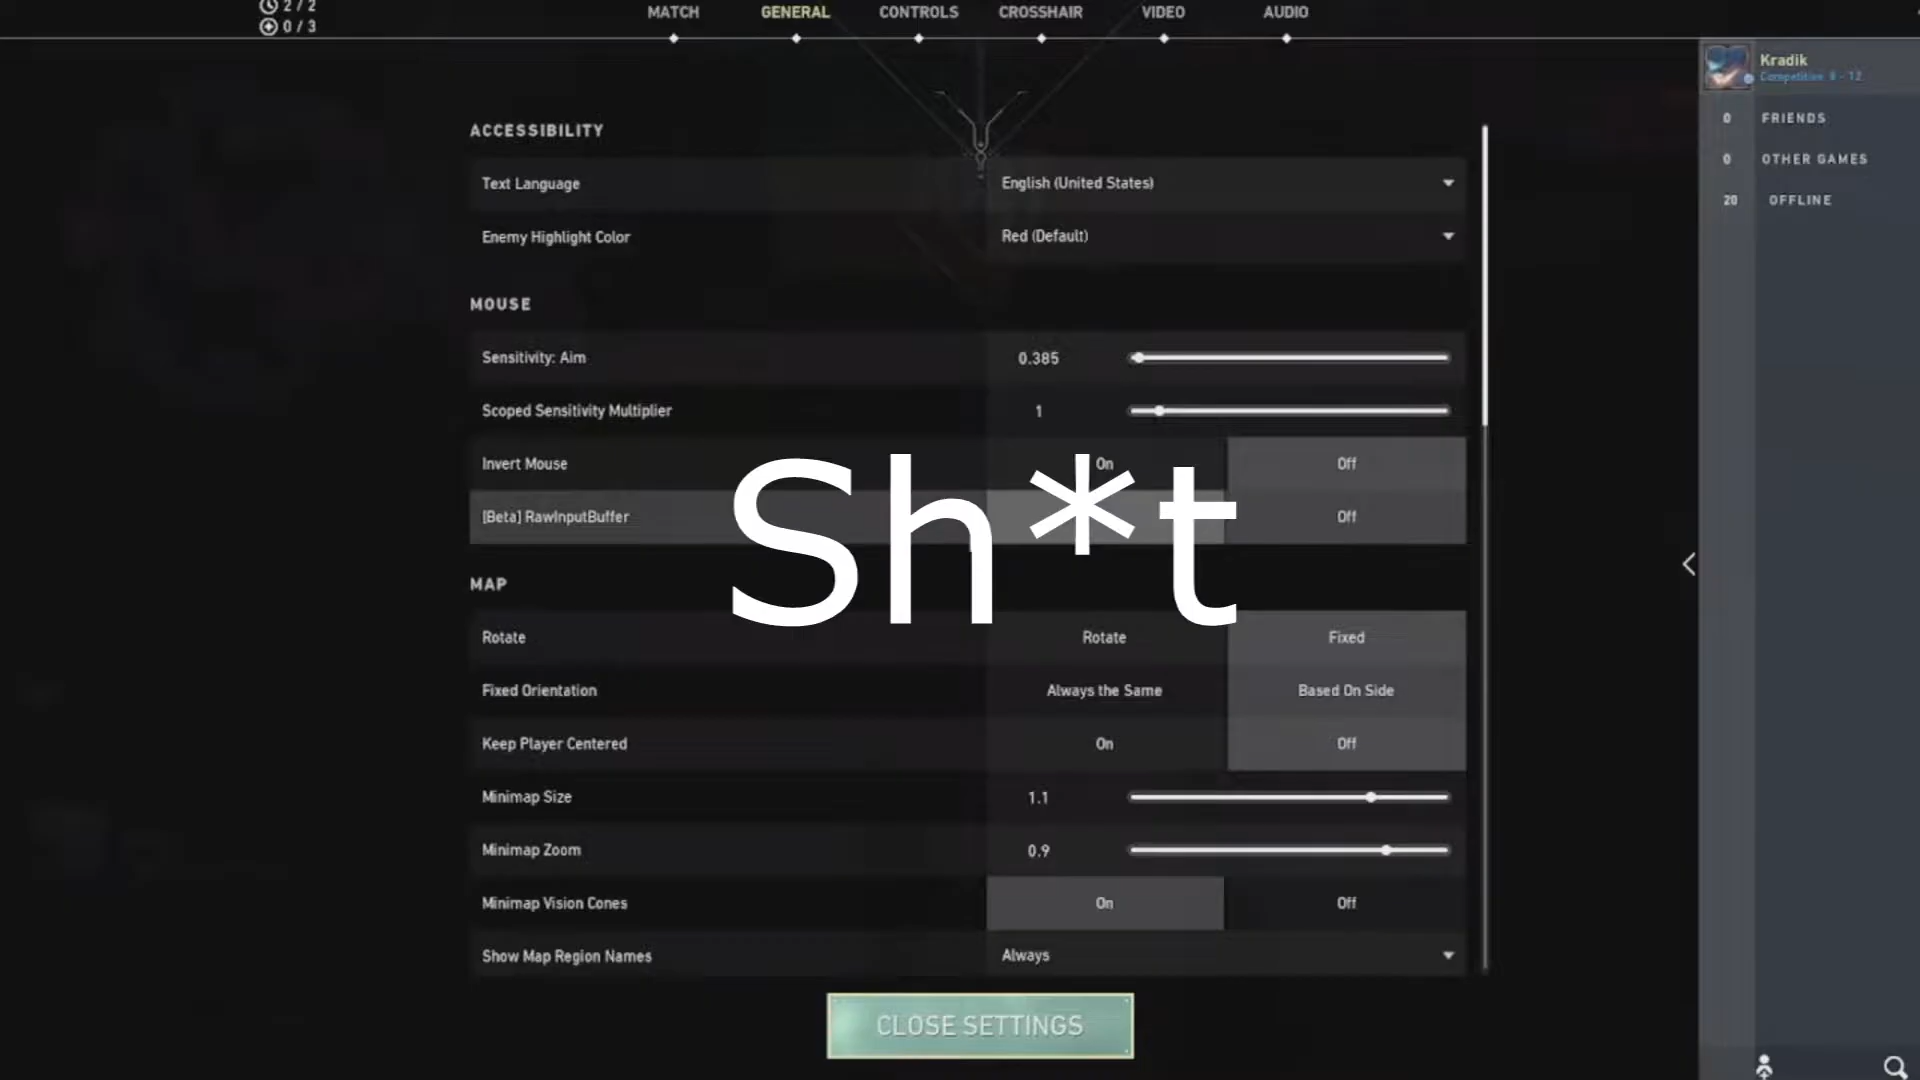 2 / 2
0 / 3
MATCH GENERAL CONTROLS CROSSHAIR VIDEO AUDIO
Kradik
Competitive 8 - 12
0 FRIENDS
0 OTHER GAMES
20 OFFLINE
ACCESSIBILITY
Text Language English (United States)
Enemy Highlight Color Red (Default)
MOUSE
Sensitivity: Aim 0.385
Scoped Sensitivity Multiplier 1
Invert Mouse On Off
[Beta] RawInputBuffer Off
Sh*t
MAP
Rotate Rotate Fixed
Fixed Orientation Always the Same Based On Side
Keep Player Centered On Off
Minimap Size 1.1
Minimap Zoom 0.9
Minimap Vision Cones On Off
Show Map Region Names Always
CLOSE SETTINGS